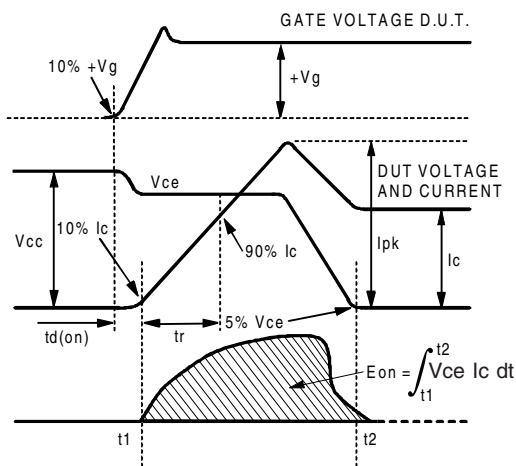 GATE VOLTAGE D.U.T.
10% +Vg
+Vg
Vce
DUT VOLTAGE
AND CURRENT
Vcc
10% Ic
90% Ic
Ipk
Ic
td(on)
tr
5% Vce
Eon = ∫ Vce Ic dt
t2
t1
t1
t2